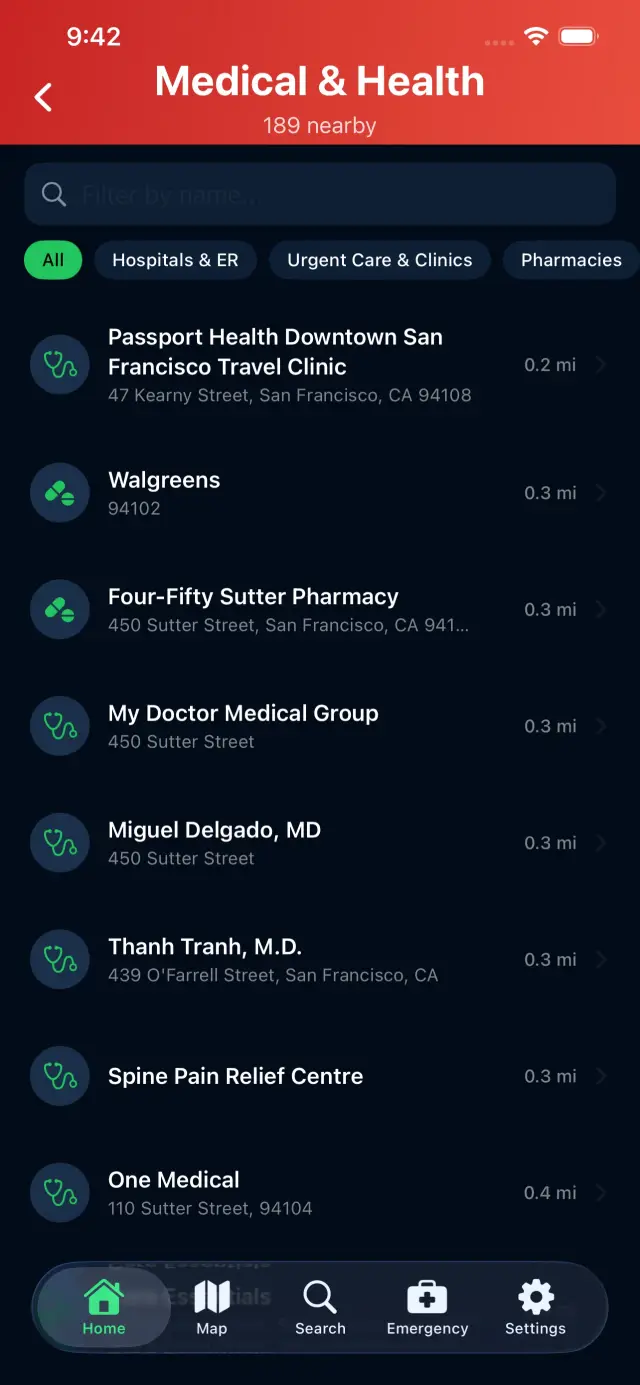 9:42
Medical & Health
189 nearby
Filter by name...
All
Hospitals & ER
Urgent Care & Clinics
Pharmacies
Passport Health Downtown San
Francisco Travel Clinic
47 Kearny Street, San Francisco, CA 94108
0.2 mi
Walgreens
94102
0.3 mi
Four-Fifty Sutter Pharmacy
450 Sutter Street, San Francisco, CA 941...
0.3 mi
My Doctor Medical Group
450 Sutter Street
0.3 mi
Miguel Delgado, MD
450 Sutter Street
0.3 mi
Thanh Tranh, M.D.
439 O'Farrell Street, San Francisco, CA
0.3 mi
Spine Pain Relief Centre
0.3 mi
One Medical
110 Sutter Street, 94104
0.4 mi
Home
Map
Search
Emergency
Settings